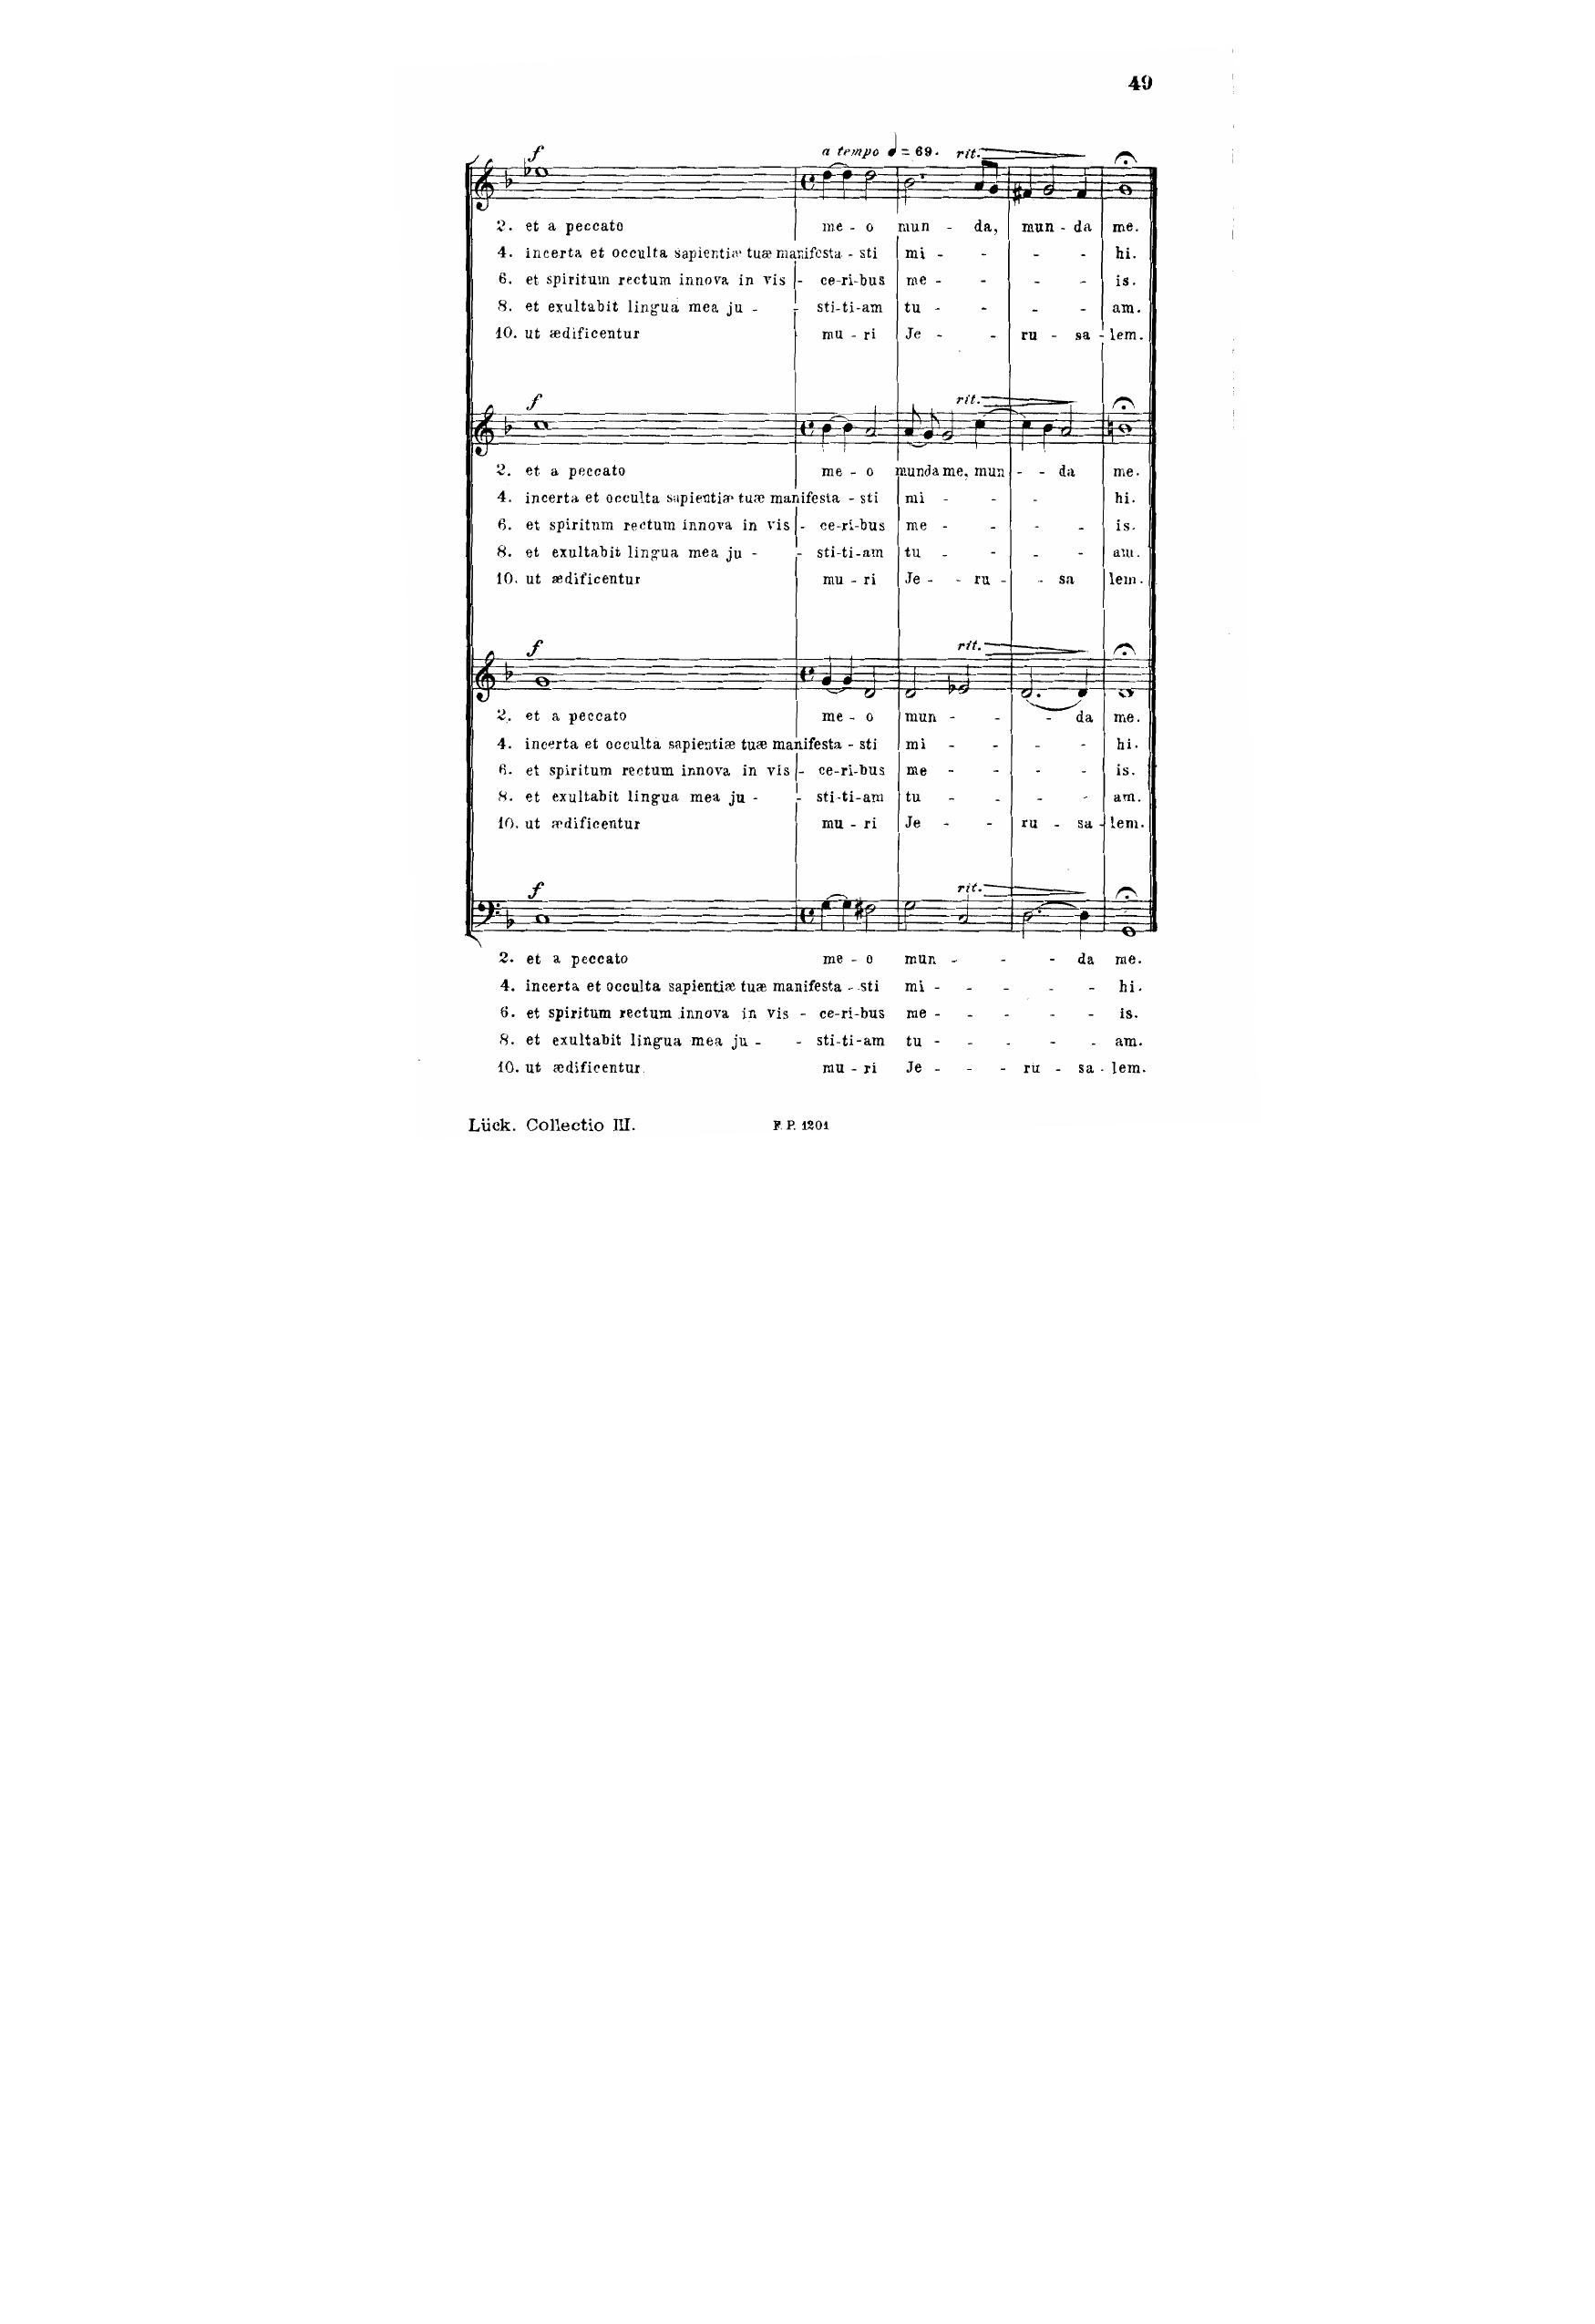 49
f
a tempo = 69. rit.
2. et a peccato me - o mun - da, mun - da me.
4. incerta et occulta sapientiæ tuæ manifesta - sti mi - - - - hi.
6. et spiritum rectum innova in vis - ce-ri-bus me - - - - is.
8. et exultabit lingua mea ju - - sti-ti-am tu - - - - am.
10. ut ædificentur mu - ri Je - - ru - sa - lem.
f rit.
2. et a peccato me - o munda me, mun - - da me.
4. incerta et occulta sapientiæ tuæ manifesta - sti mi - - - hi.
6. et spiritum rectum innova in vis - ce-ri-bus me - - - - is.
8. et exultabit lingua mea ju - - sti-ti-am tu - - - - am.
10. ut ædificentur mu - ri Je - - ru - - sa lem.
f rit.
2. et a peccato me - o mun - - - da me.
4. incerta et occulta sapientiæ tuæ manifesta - sti mi - - - - hi.
6. et spiritum rectum innova in vis - ce-ri-bus me - - - - is.
8. et exultabit lingua mea ju - - sti-ti-am tu - - - - am.
10. ut ædificentur mu - ri Je - - ru - sa - lem.
f rit.
2. et a peccato me - o mun - - - da me.
4. incerta et occulta sapientiæ tuæ manifesta - sti mi - - - - - hi.
6. et spiritum rectum innova in vis - ce-ri-bus me - - - - - is.
8. et exultabit lingua mea ju - - sti-ti-am tu - - - - - am.
10. ut ædificentur mu - ri Je - - - ru - sa - lem.
Lück. Collectio III. F. P. 1201